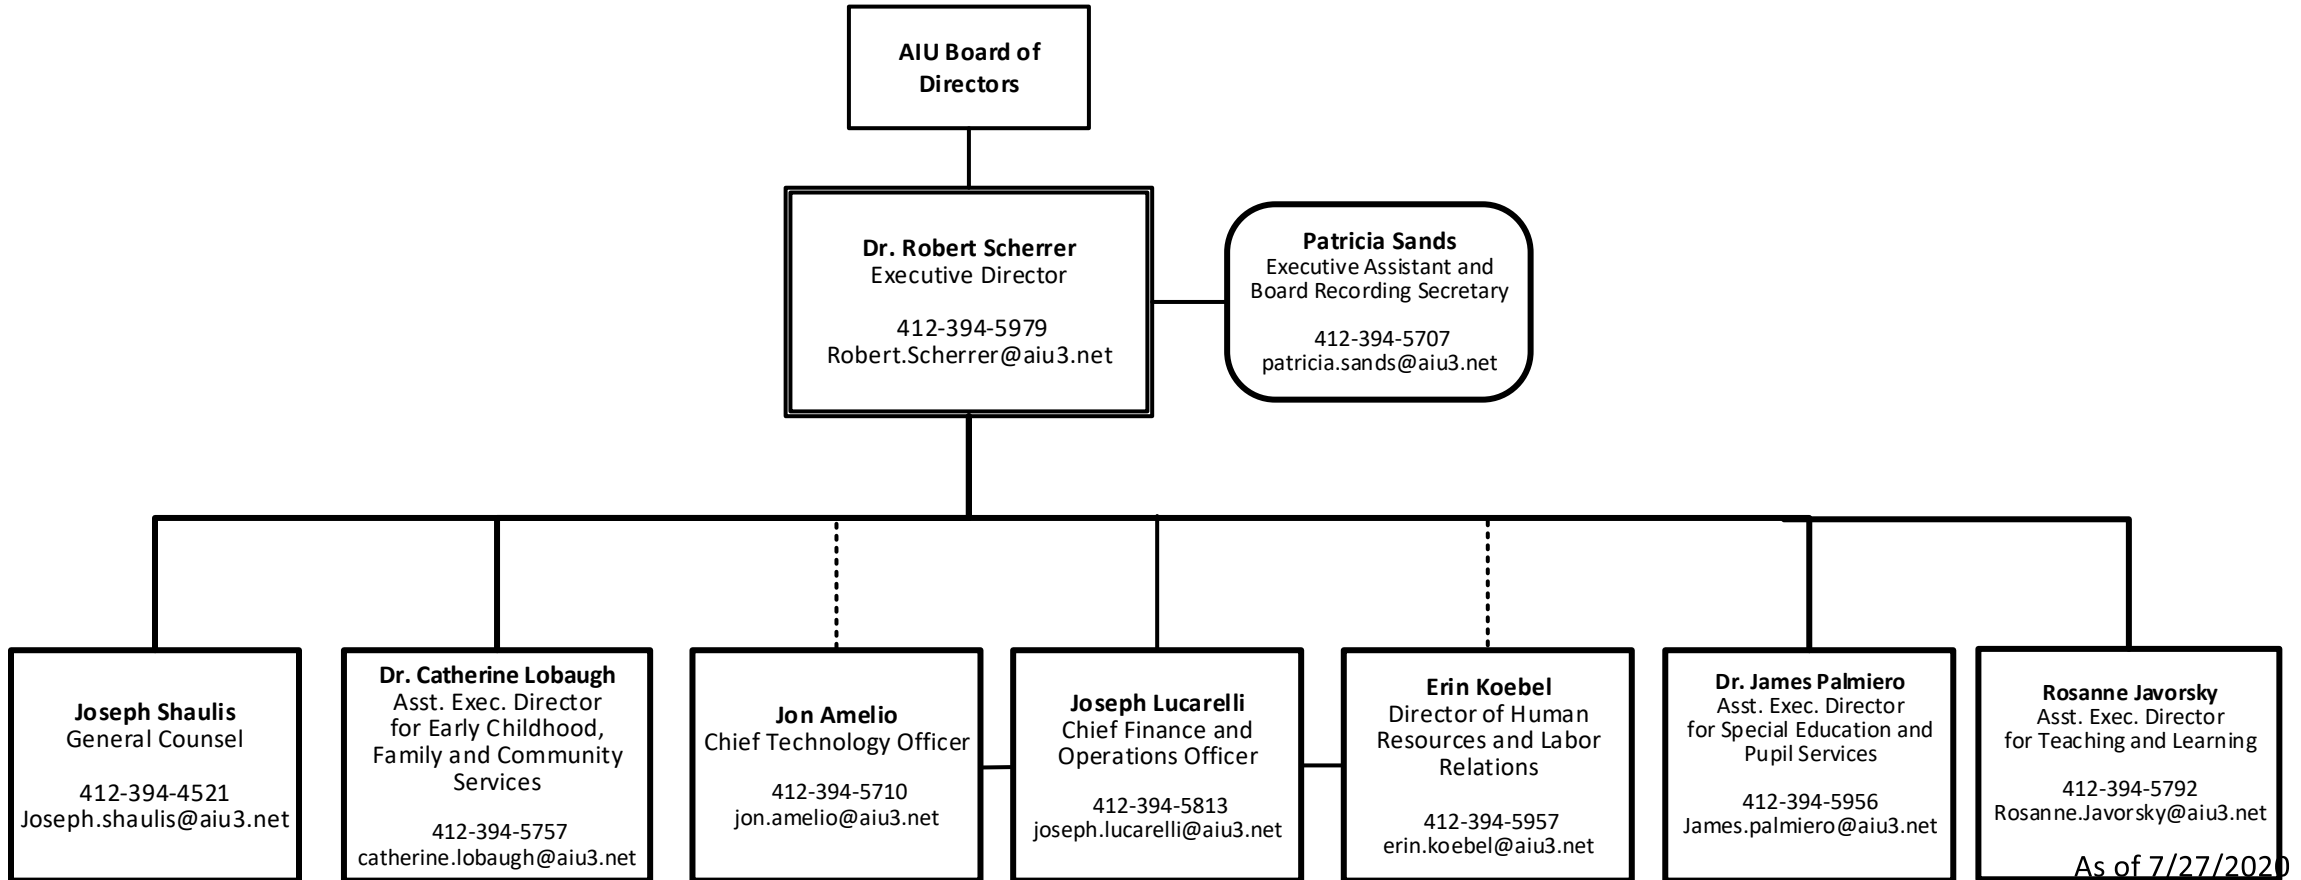 AIU Board of
Directors
Dr. Robert Scherrer
Executive Director
412-394-5979
Robert.Scherrer@aiu3.net
Patricia Sands
Executive Assistant and
Board Recording Secretary
412-394-5707
patricia.sands@aiu3.net
Joseph Shaulis
General Counsel
412-394-4521
Joseph.shaulis@aiu3.net
Dr. Catherine Lobaugh
Asst. Exec. Director
for Early Childhood,
Family and Community
Services
412-394-5757
catherine.lobaugh@aiu3.net
Jon Amelio
Chief Technology Officer
412-394-5710
jon.amelio@aiu3.net
Joseph Lucarelli
Chief Finance and
Operations Officer
412-394-5813
joseph.lucarelli@aiu3.net
Erin Koebel
Director of Human
Resources and Labor
Relations
412-394-5957
erin.koebel@aiu3.net
Dr. James Palmiero
Asst. Exec. Director
for Special Education and
Pupil Services
412-394-5956
James.palmiero@aiu3.net
Rosanne Javorsky
Asst. Exec. Director
for Teaching and Learning
412-394-5792
Rosanne.Javorsky@aiu3.net
As of 7/27/2020